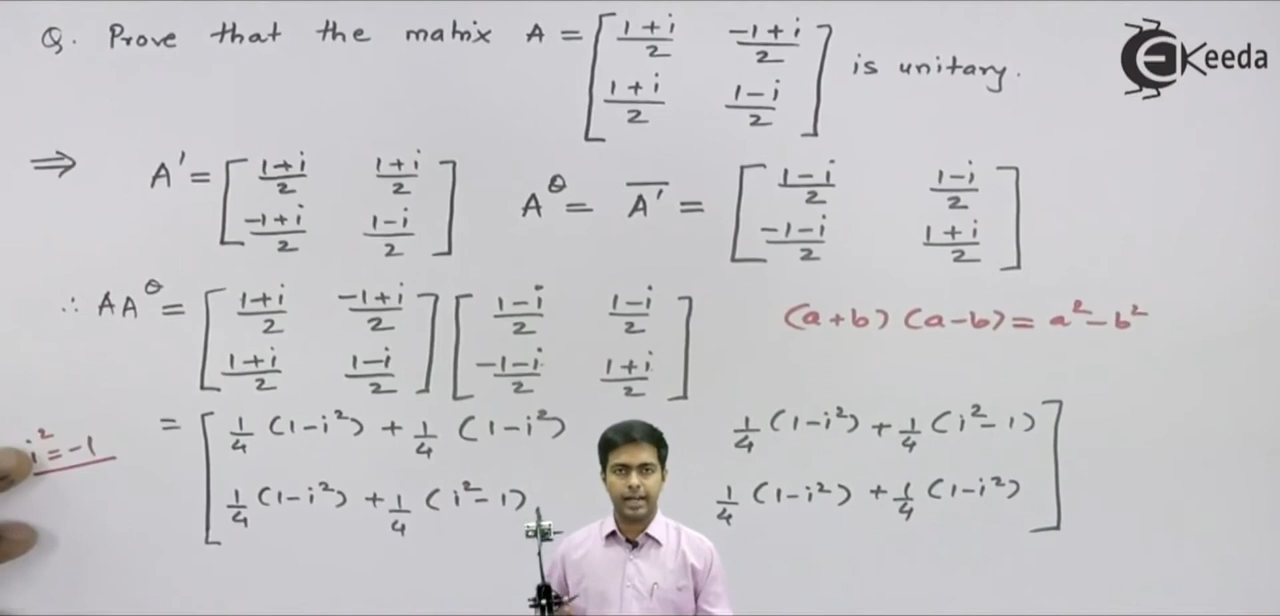 Q. Prove that the matrix A = [ (1+i)/2  (-1+i)/2 ; (1+i)/2  (1-i)/2 ] is unitary.
EKeeda
⇒ A' = [ (1+i)/2  (1+i)/2 ; (-1+i)/2  (1-i)/2 ]  A^θ = \overline{A'} = [ (1-i)/2  (1-i)/2 ; (-1-i)/2  (1+i)/2 ]
∴ AA^θ = [ (1+i)/2  (-1+i)/2 ; (1+i)/2  (1-i)/2 ] [ (1-i)/2  (1-i)/2 ; (-1-i)/2  (1+i)/2 ]  (a+b) (a-b) = a² - b²
= [ 1/4 (1-i²) + 1/4 (1-i²)  1/4 (1-i²) + 1/4 (i²-1) ;
i² = -1
1/4 (1-i²) + 1/4 (i²-1)  1/4 (1-i²) + 1/4 (1-i²) ]